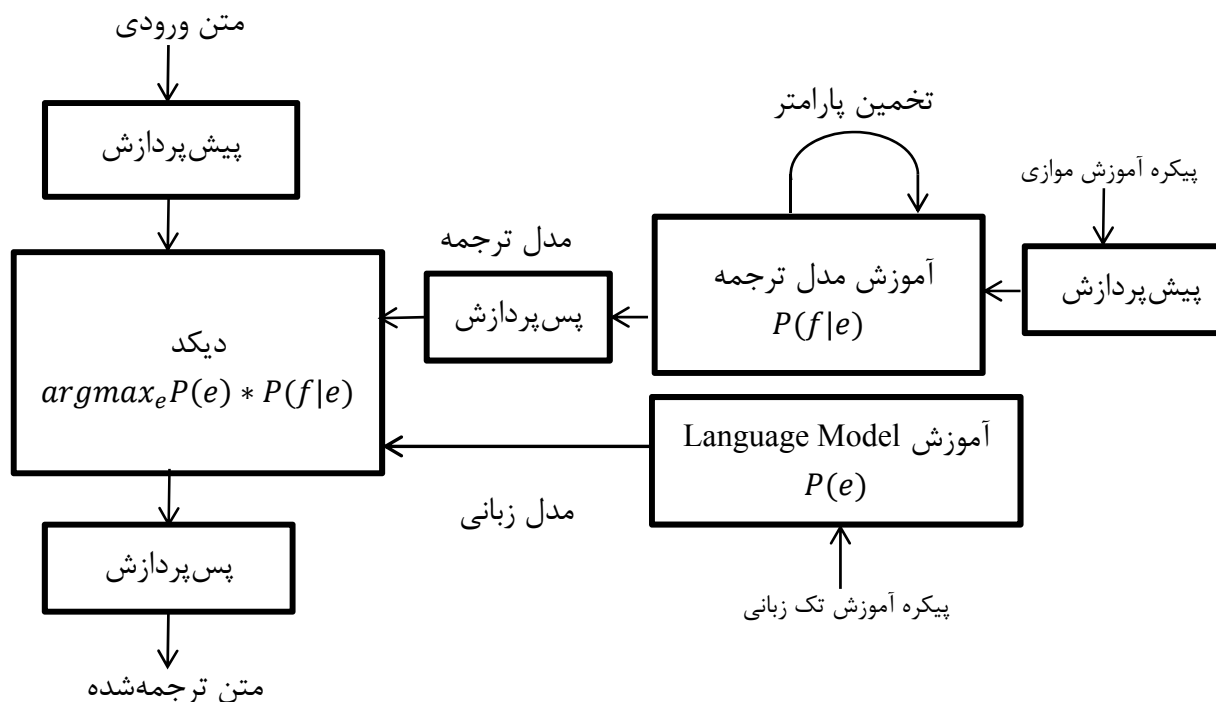 متن ورودی
پیش‌پردازش
تخمین پارامتر
پیکره آموزش موازی
پیش‌پردازش
آموزش مدل ترجمه
P(f|e)
مدل ترجمه
پس‌پردازش
دیکد
argmaxₑP(e) ∗ P(f|e)
آموزش Language Model
P(e)
مدل زبانی
پیکره آموزش تک زبانی
پس‌پردازش
متن ترجمه‌شده